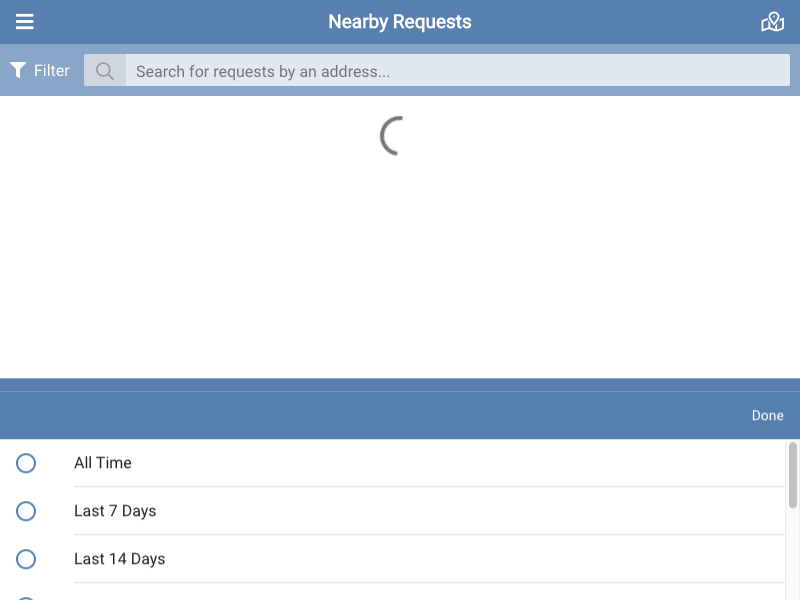 Nearby Requests
Filter
Search for requests by an address...
Done
All Time
Last 7 Days
Last 14 Days